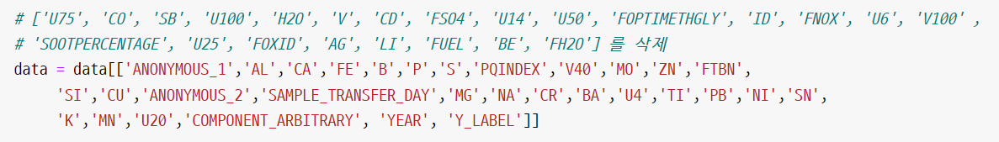 # ['U75', 'CO', 'SB', 'U100', 'H2O', 'V', 'CD', 'FSO4', 'U14', 'U50', 'FOPTIMETHGLY', 'ID', 'FNOX', 'U6', 'V100' ,
# 'SOOTPERCENTAGE', 'U25', 'FOXID', 'AG', 'LI', 'FUEL', 'BE', 'FH2O'] 를 삭제
data = data[['ANONYMOUS_1','AL','CA','FE','B','P','S','PQINDEX','V40','MO','ZN','FTBN',
'SI','CU','ANONYMOUS_2','SAMPLE_TRANSFER_DAY','MG','NA','CR','BA','U4','TI','PB','NI','SN',
'K','MN','U20','COMPONENT_ARBITRARY', 'YEAR', 'Y_LABEL']]